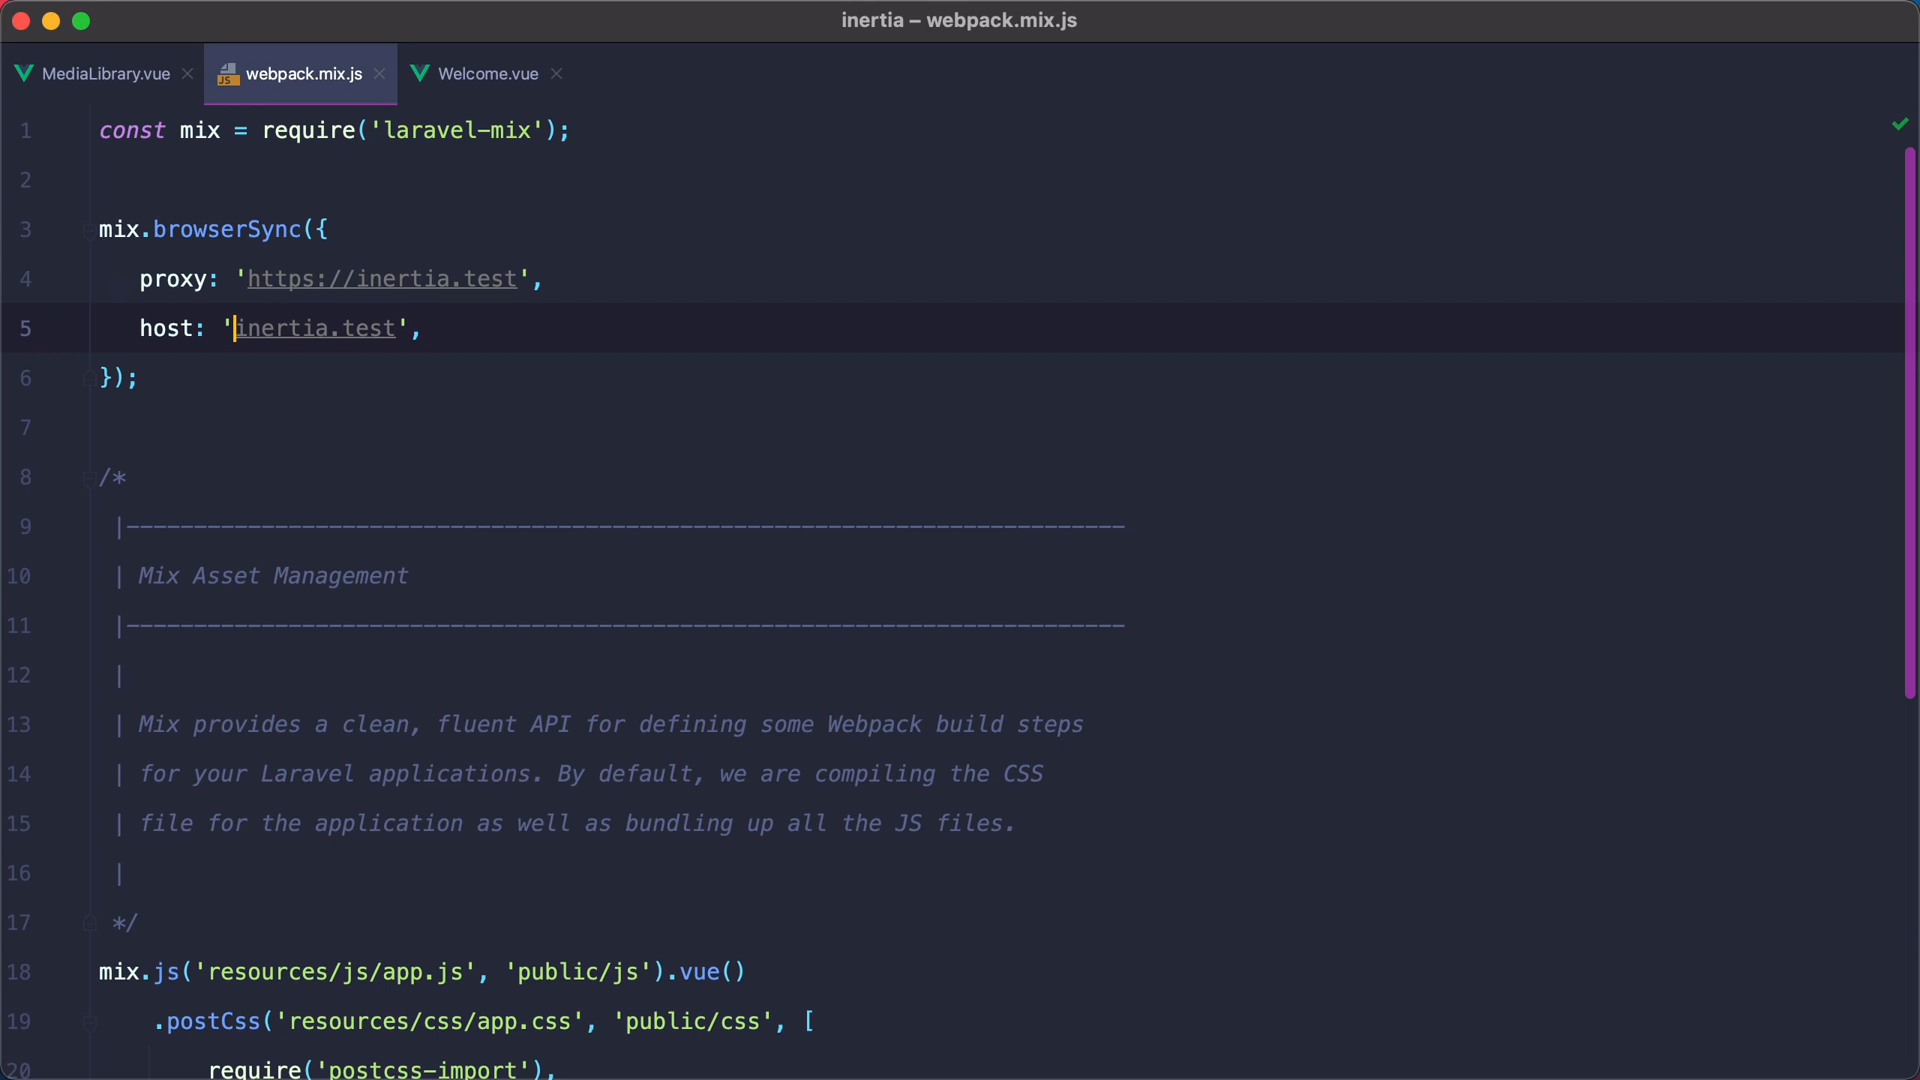 inertia – webpack.mix.js
MediaLibrary.vue
webpack.mix.js
Welcome.vue
1 const mix = require('laravel-mix');
2
3 mix.browserSync({
4 proxy: 'https://inertia.test',
5 host: 'inertia.test',
6 });
7
8 /*
9 |--------------------------------------------------------------------------
10 | Mix Asset Management
11 |--------------------------------------------------------------------------
12 |
13 | Mix provides a clean, fluent API for defining some Webpack build steps
14 | for your Laravel applications. By default, we are compiling the CSS
15 | file for the application as well as bundling up all the JS files.
16 |
17 */
18 mix.js('resources/js/app.js', 'public/js').vue()
19 .postCss('resources/css/app.css', 'public/css', [
20 require('postcss-import'),